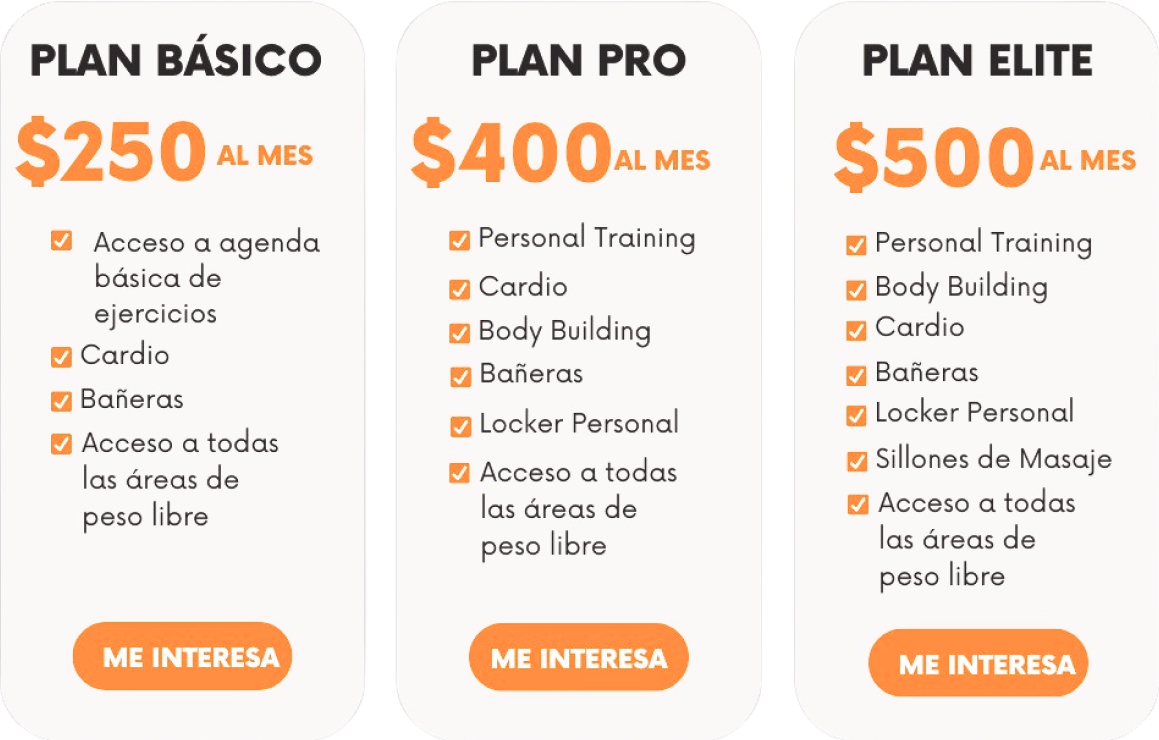 PLAN BÁSICO
$250 AL MES
Acceso a agenda
básica de
ejercicios
Cardio
Bañeras
Acceso a todas
las áreas de
peso libre
ME INTERESA
PLAN PRO
$400 AL MES
Personal Training
Cardio
Body Building
Bañeras
Locker Personal
Acceso a todas
las áreas de
peso libre
ME INTERESA
PLAN ELITE
$500 AL MES
Personal Training
Body Building
Cardio
Bañeras
Locker Personal
Sillones de Masaje
Acceso a todas
las áreas de
peso libre
ME INTERESA